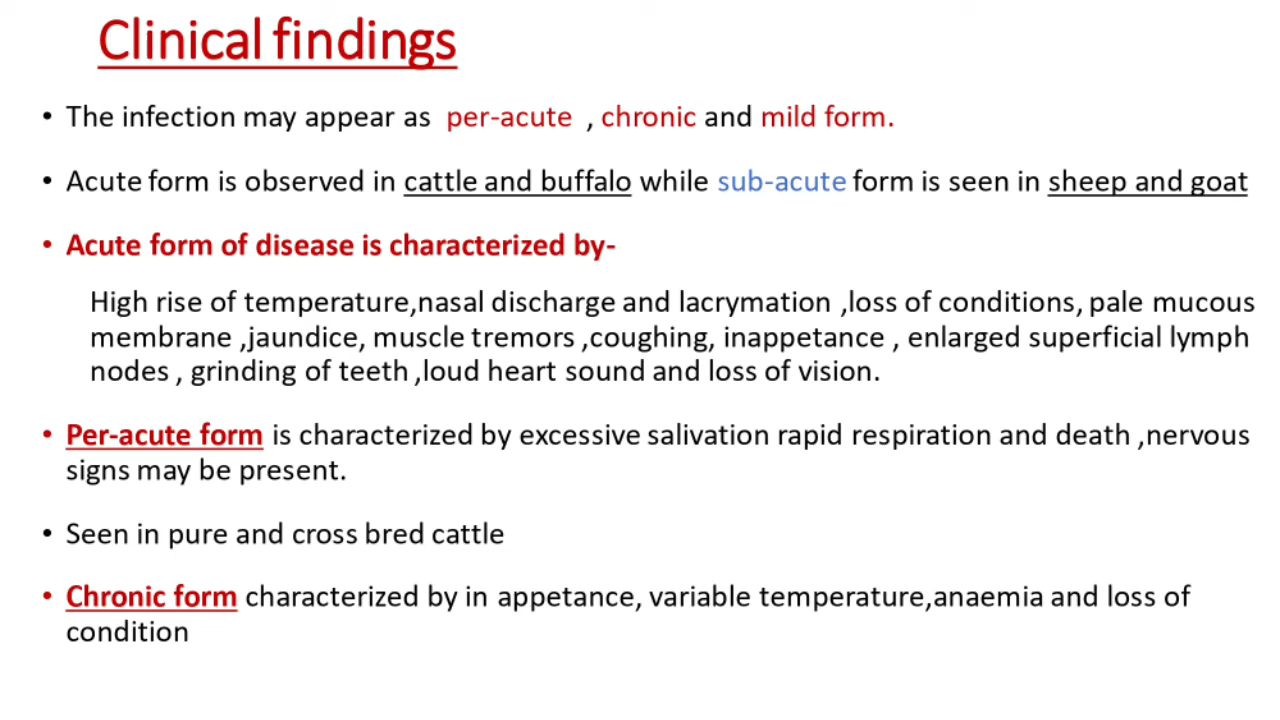 Clinical findings
• The infection may appear as per-acute , chronic and mild form.
• Acute form is observed in cattle and buffalo while sub-acute form is seen in sheep and goat
• Acute form of disease is characterized by-
High rise of temperature,nasal discharge and lacrymation ,loss of conditions, pale mucous
membrane ,jaundice, muscle tremors ,coughing, inappetance , enlarged superficial lymph
nodes , grinding of teeth ,loud heart sound and loss of vision.
• Per-acute form is characterized by excessive salivation rapid respiration and death ,nervous
signs may be present.
• Seen in pure and cross bred cattle
• Chronic form characterized by in appetance, variable temperature,anaemia and loss of
condition